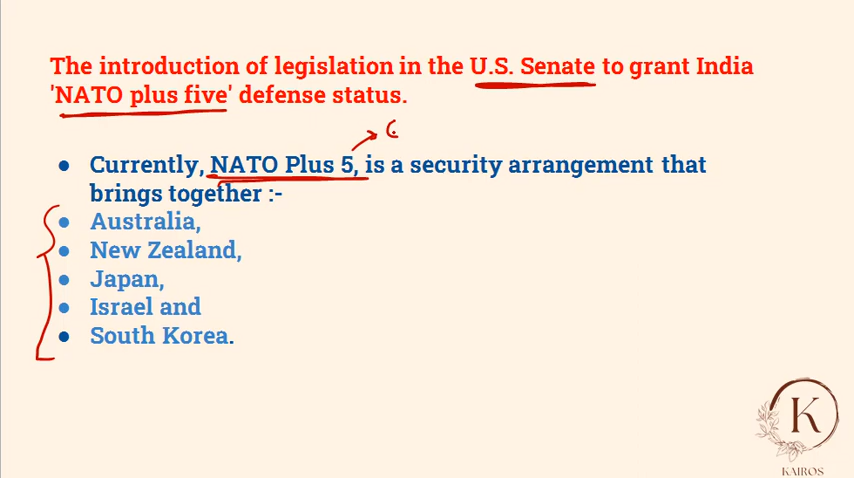 The introduction of legislation in the U.S. Senate to grant India
'NATO plus five' defense status.
● Currently, NATO Plus 5, is a security arrangement that
brings together :-
● Australia,
● New Zealand,
● Japan,
● Israel and
● South Korea.
K
KAIROS